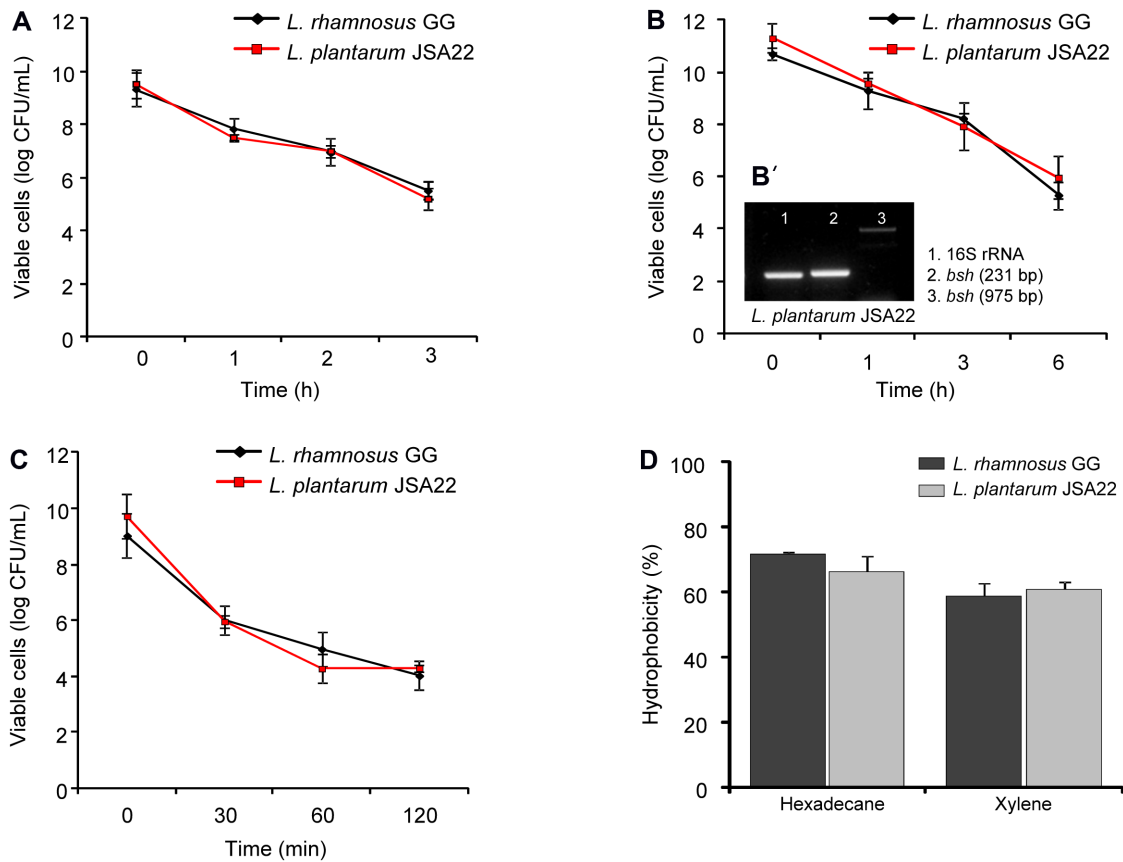 A
L. rhamnosus GG
L. plantarum JSA22
Viable cells (log CFU/mL)
12
10
8
6
4
2
0
0 1 2 3
Time (h)
B
L. rhamnosus GG
L. plantarum JSA22
Viable cells (log CFU/mL)
12
10
8
6
4
2
0
B′
1 2 3
1. 16S rRNA
2. bsh (231 bp)
3. bsh (975 bp)
L. plantarum JSA22
0 1 3 6
Time (h)
C
L. rhamnosus GG
L. plantarum JSA22
Viable cells (log CFU/mL)
12
10
8
6
4
2
0
0 30 60 120
Time (min)
D
L. rhamnosus GG
L. plantarum JSA22
Hydrophobicity (%)
100
80
60
40
20
0
Hexadecane Xylene